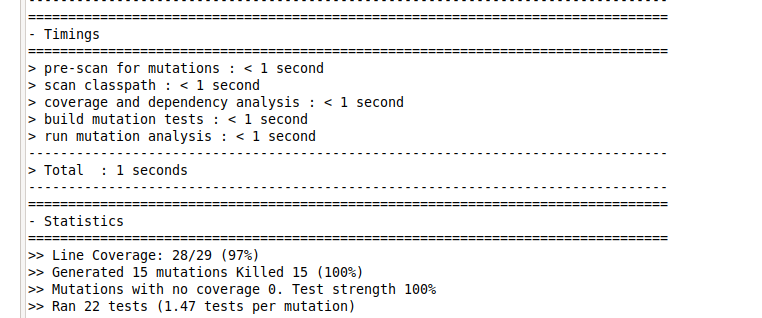 --------------------------------------------------------------------------------
================================================================================
- Timings
================================================================================
> pre-scan for mutations : < 1 second
> scan classpath : < 1 second
> coverage and dependency analysis : < 1 second
> build mutation tests : < 1 second
> run mutation analysis : < 1 second
--------------------------------------------------------------------------------
> Total  : 1 seconds
--------------------------------------------------------------------------------
================================================================================
- Statistics
================================================================================
>> Line Coverage: 28/29 (97%)
>> Generated 15 mutations Killed 15 (100%)
>> Mutations with no coverage 0. Test strength 100%
>> Ran 22 tests (1.47 tests per mutation)